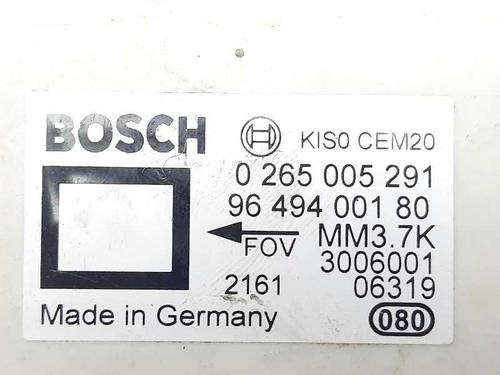 BOSCH KIS0 CEM20
0 265 005 291
96 494 001 80
FOV MM3.7K
3006001
2161 06319
Made in Germany 080